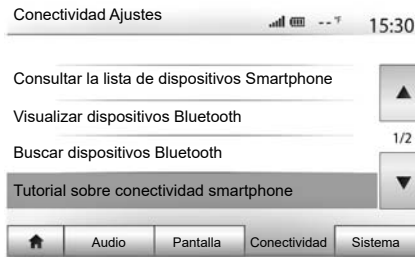 Conectividad Ajustes
-- °F 15:30
Consultar la lista de dispositivos Smartphone
Visualizar dispositivos Bluetooth
1/2
Buscar dispositivos Bluetooth
Tutorial sobre conectividad smartphone
Audio Pantalla Conectividad Sistema